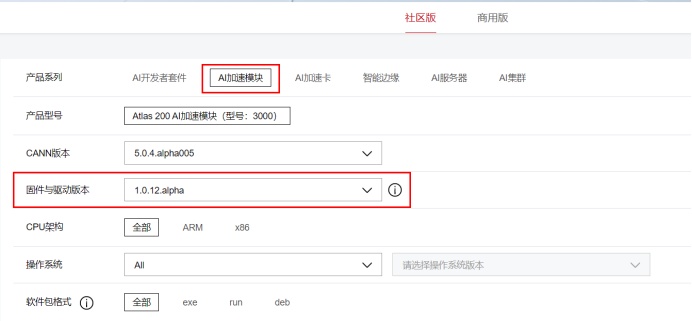 社区版 商用版
产品系列 AI开发者套件 AI加速模块 AI加速卡 智能边缘 AI服务器 AI集群
产品型号 Atlas 200 AI加速模块（型号：3000）
CANN版本 5.0.4.alpha005
固件与驱动版本 1.0.12.alpha
CPU架构 全部 ARM x86
操作系统 All 请选择操作系统版本
软件包格式 全部 exe run deb